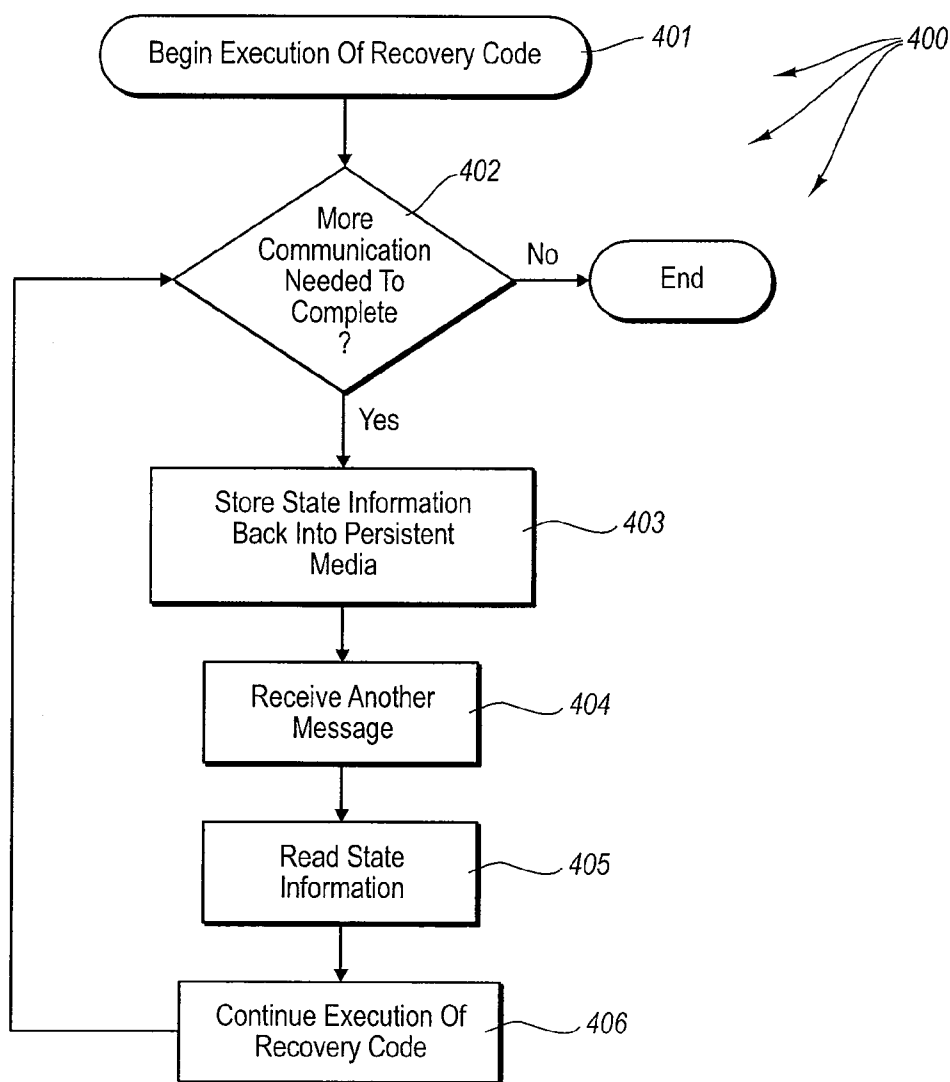 Begin Execution Of Recovery Code
401
400
402
More
Communication
Needed To
Complete
?
No
End
Yes
Store State Information
Back Into Persistent
Media
403
Receive Another
Message
404
Read State
Information
405
Continue Execution Of
Recovery Code
406